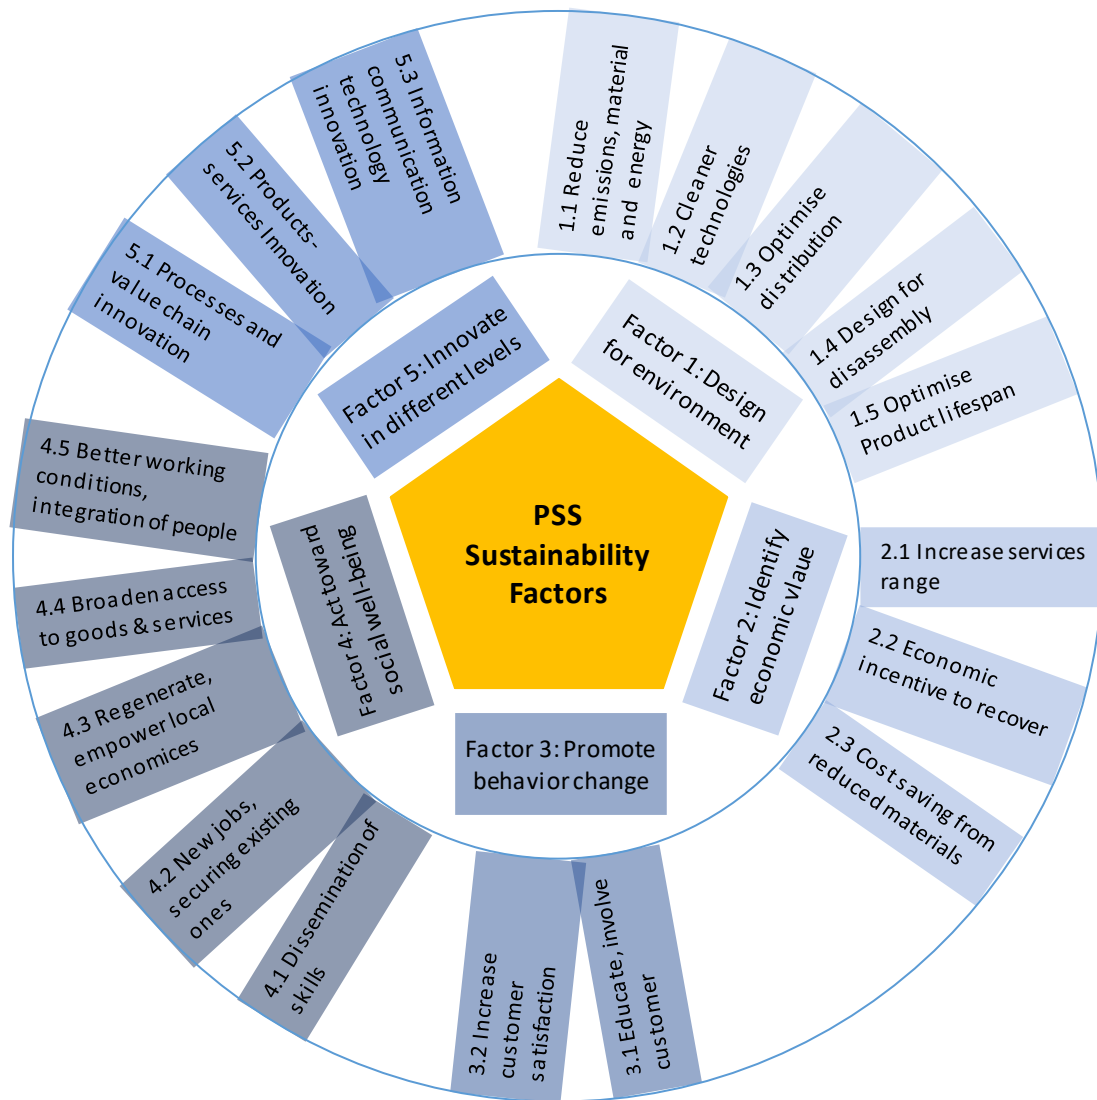 PSS
Sustainability
Factors
Factor 1: Design
for environment
1.1 Reduce
emissions, material
and energy
1.2 Cleaner
technologies
1.3 Optimise
distribution
1.4 Design for
disassembly
1.5 Optimise
Product lifespan
Factor 2: Identify
economic vlaue
2.1 Increase services
range
2.2 Economic
incentive to recover
2.3 Cost saving from
reduced materials
Factor 3: Promote
behavior change
3.1 Educate, involve
customer
3.2 Increase
customer
satisfaction
Factor 4: Act toward
social well-being
4.1 Dissemination of
skills
4.2 New jobs,
securing existing
ones
4.3 Regenerate,
empower local
economices
4.4 Broaden access
to goods & services
4.5 Better working
conditions,
integration of people
Factor 5: Innovate
in different levels
5.1 Processes and
value chain
innovation
5.2 Products-
services Innovation
5.3 Information
communication
technology
innovation